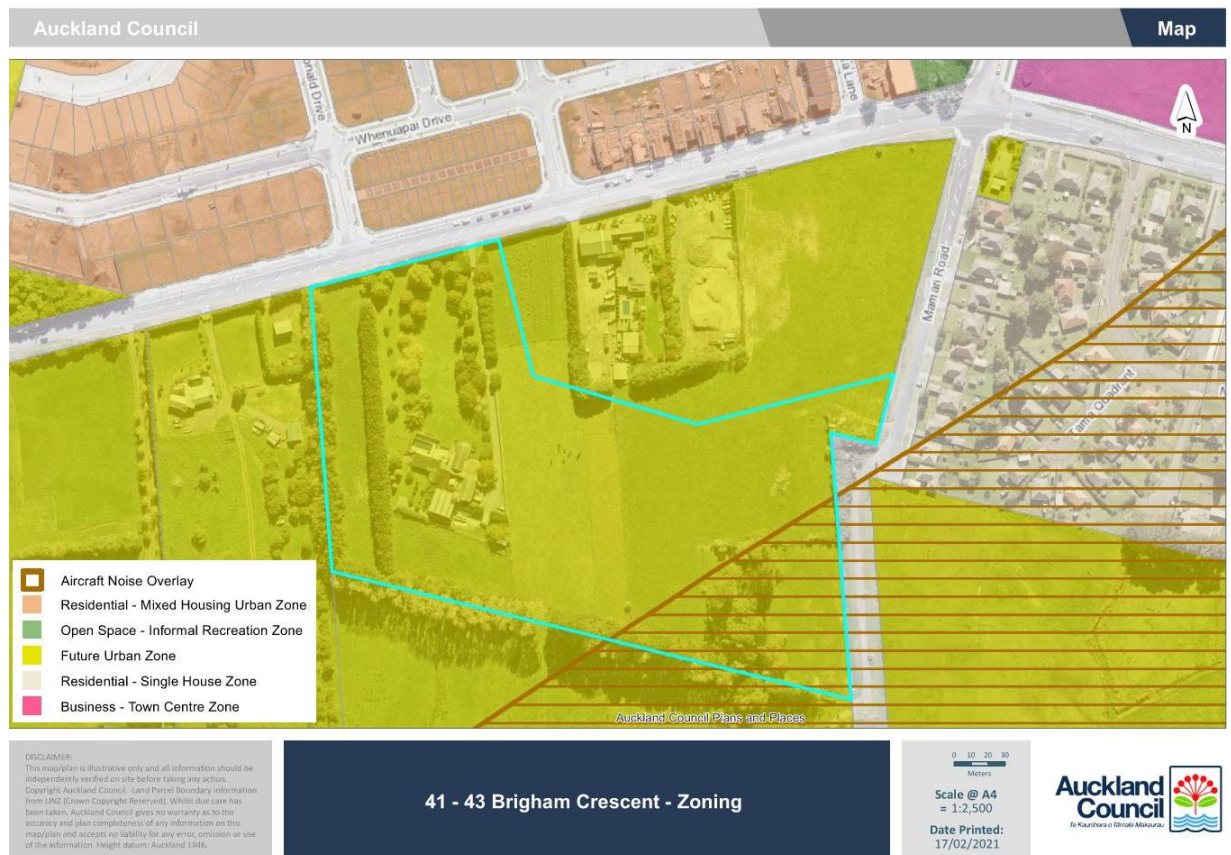 Auckland Council
Map
onald Drive
Whenuapai Drive
a Lane
N
Maman Road
Tama Quadrant
Aircraft Noise Overlay
Residential - Mixed Housing Urban Zone
Open Space - Informal Recreation Zone
Future Urban Zone
Residential - Single House Zone
Business - Town Centre Zone
Auckland Council Plans and Places
DISCLAIMER:
This map/plan is illustrative only and all information should be
independently verified on site before taking any action.
Copyright Auckland Council. Land Parcel Boundary information
from LINZ (Crown Copyright Reserved). Whilst due care has
been taken, Auckland Council gives no warranty as to the
accuracy and plan completeness of any information on this
map/plan and accepts no liability for any error, omission or use
of the information. Height datum: Auckland 1946.
41 - 43 Brigham Crescent - Zoning
0 10 20 30
Meters
Scale @ A4
= 1:2,500
Date Printed:
17/02/2021
Auckland
Council
Te Kaunihera o Tāmaki Makaurau